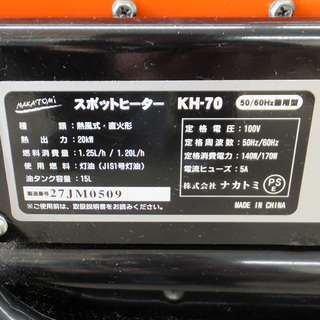 NAKATOMI スポットヒーター KH-70 50/60Hz兼用型
種類：熱風式・直火形
熱出力：20kW
燃料消費量：1.25L/h / 1.20L/h
使用燃料：灯油（JIS1号灯油）
油タンク容量：15L
製造番号 27JM0509
使用前は、取扱説明書をお読みください。
定格電圧：100V
定格周波数：50Hz/60Hz
定格消費電力：140W/170W
電流ヒューズ：5A
株式会社 ナカトミ PSE
MADE IN CHINA